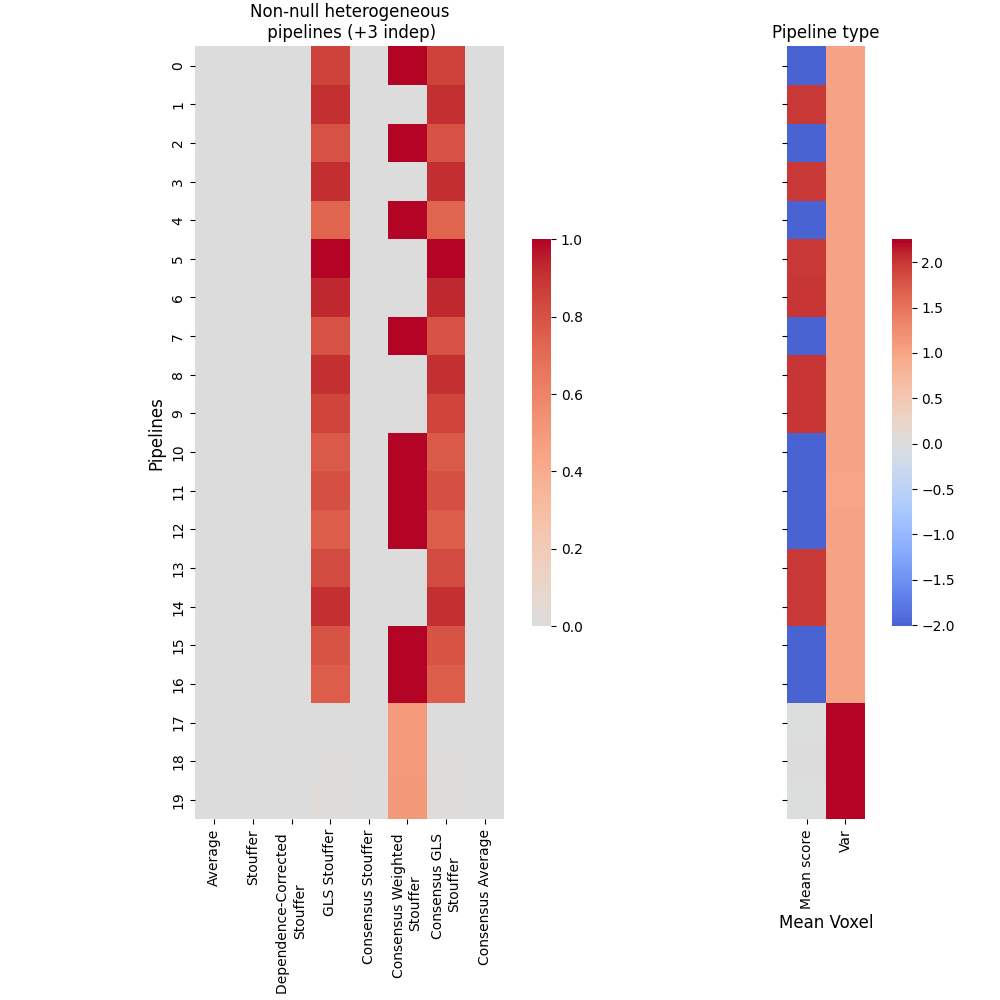 Non-null heterogeneous
pipelines (+3 indep)
Pipelines
0
1
2
3
4
5
6
7
8
9
10
11
12
13
14
15
16
17
18
19
Average
Stouffer
Dependence-Corrected
Stouffer
GLS Stouffer
Consensus Stouffer
Consensus Weighted
Stouffer
Consensus GLS
Stouffer
Consensus Average
1.0
0.8
0.6
0.4
0.2
0.0
Pipeline type
Mean score
Var
Mean Voxel
2.0
1.5
1.0
0.5
0.0
−0.5
−1.0
−1.5
−2.0